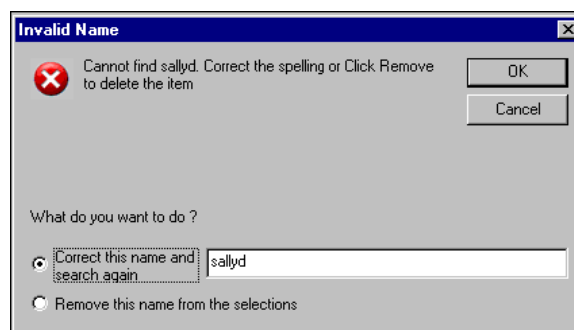 Invalid Name
Cannot find sallyd. Correct the spelling or Click Remove
to delete the item
OK
Cancel
What do you want to do ?
Correct this name and
search again
sallyd
Remove this name from the selections